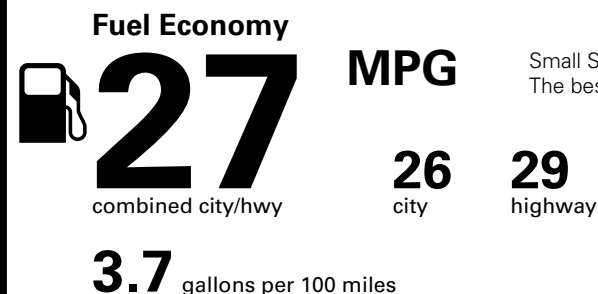 Fuel Economy
27 MPG
Small
The
26 29
combined city/hwy city highway
3.7 gallons per 100 miles